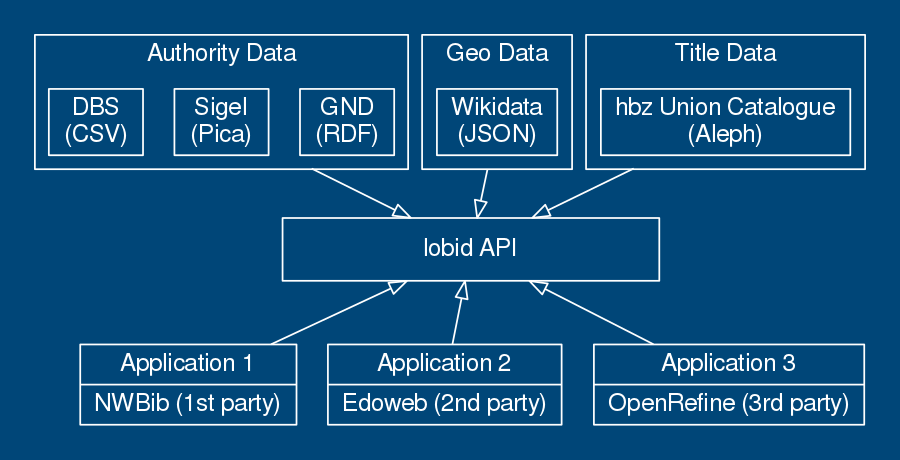 Authority Data
DBS
(CSV)
Sigel
(Pica)
GND
(RDF)
Geo Data
Wikidata
(JSON)
Title Data
hbz Union Catalogue
(Aleph)
lobid API
Application 1
NWBib (1st party)
Application 2
Edoweb (2nd party)
Application 3
OpenRefine (3rd party)